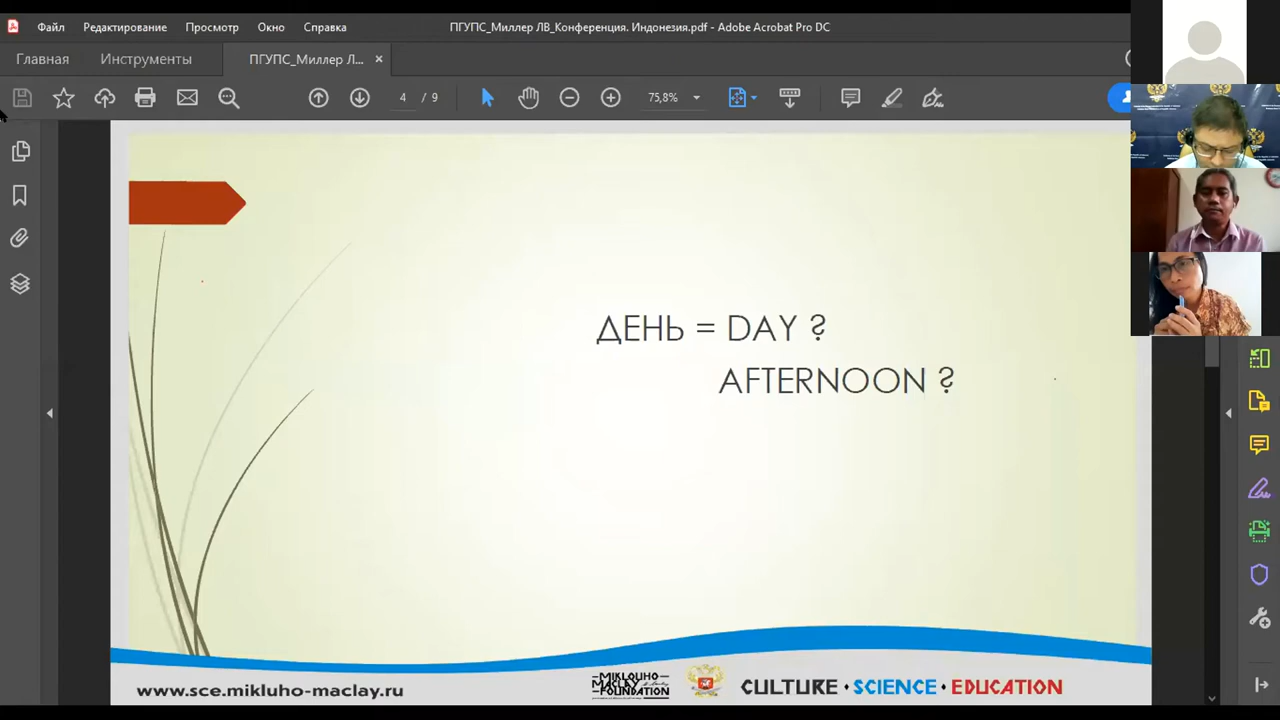 Файл Редактирование Просмотр Окно Справка
ПГУПС_Миллер ЛВ_Конференция. Индонезия.pdf - Adobe Acrobat Pro DC
Главная Инструменты ПГУПС_Миллер Л... ×
4 / 9 75,8%
ДЕНЬ = DAY ?
AFTERNOON ?
www.sce.mikluho-maclay.ru
MIKLOUHO
MACLAY
FOUNDATION
CULTURE · SCIENCE · EDUCATION